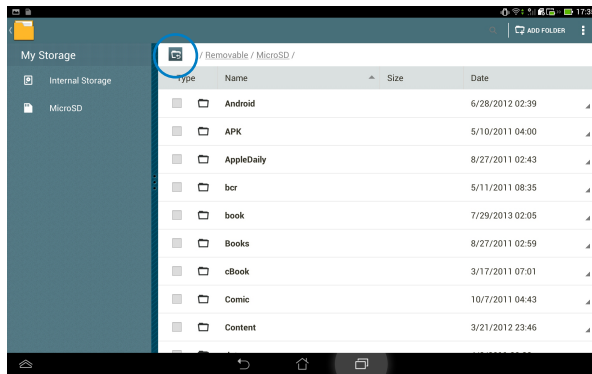 17:3
ADD FOLDER
My Storage
/ Removable / MicroSD /
Internal Storage
Type Name Size Date
MicroSD
Android 6/28/2012 02:39
APK 5/10/2011 04:00
AppleDaily 8/27/2011 02:43
bcr 5/11/2011 08:35
book 7/29/2013 02:05
Books 8/27/2011 02:59
cBook 3/17/2011 07:01
Comic 10/7/2011 04:43
Content 3/21/2012 23:46